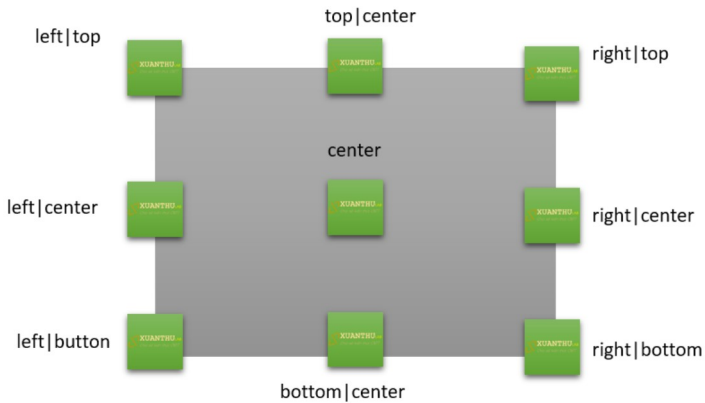 top|center
left|top
right|top
XUANTHU
XUANTHU
XUANTHU
center
left|center
right|center
XUANTHU
XUANTHU
XUANTHU
left|button
right|bottom
XUANTHU
XUANTHU
XUANTHU
bottom|center